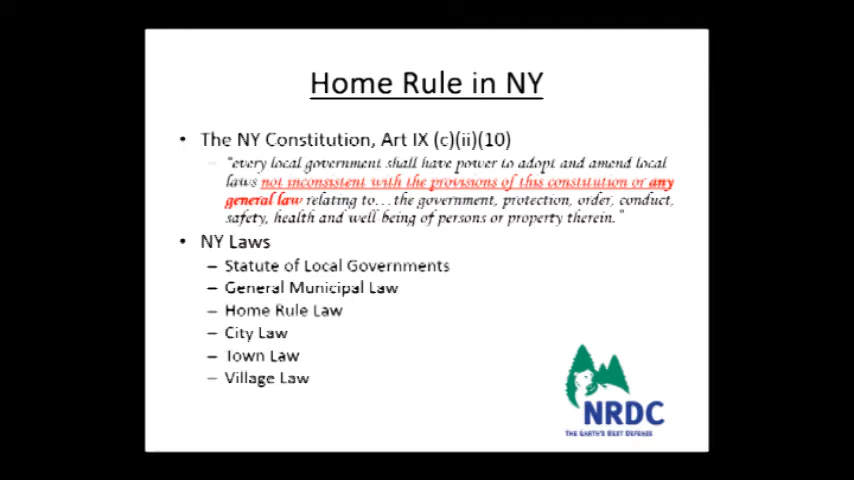 Home Rule in NY
• The NY Constitution, Art IX (c)(ii)(10)
– "every local government shall have power to adopt and amend local
laws not inconsistent with the provisions of this constitution or any
general law relating to…the government, protection, order, conduct,
safety, health and well being of persons or property therein."
• NY Laws
– Statute of Local Governments
– General Municipal Law
– Home Rule Law
– City Law
– Town Law
– Village Law
NRDC
THE EARTH'S BEST DEFENSE